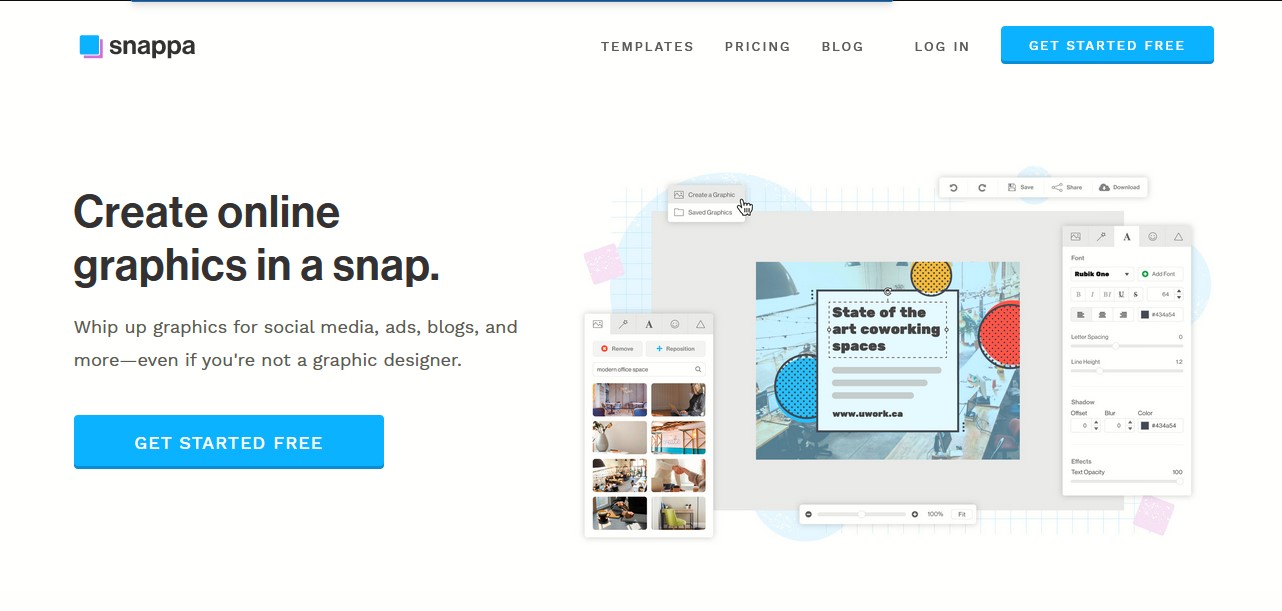 snappa
TEMPLATES PRICING BLOG LOG IN GET STARTED FREE
Create online
graphics in a snap.
Whip up graphics for social media, ads, blogs, and
more—even if you're not a graphic designer.
GET STARTED FREE
Create a Graphic
Saved Graphics
Save Share Download
A
Remove Reposition
modern office space
State of the
art coworking
spaces
www.uwork.ca
100% Fit
A
Font
Rubik One Add Font
B I BI U S 64
#434a54
Letter Spacing 0
Line Height 1.2
Shadow
Offset Blur Color
0 0 #434a54
Effects
Text Opacity 100